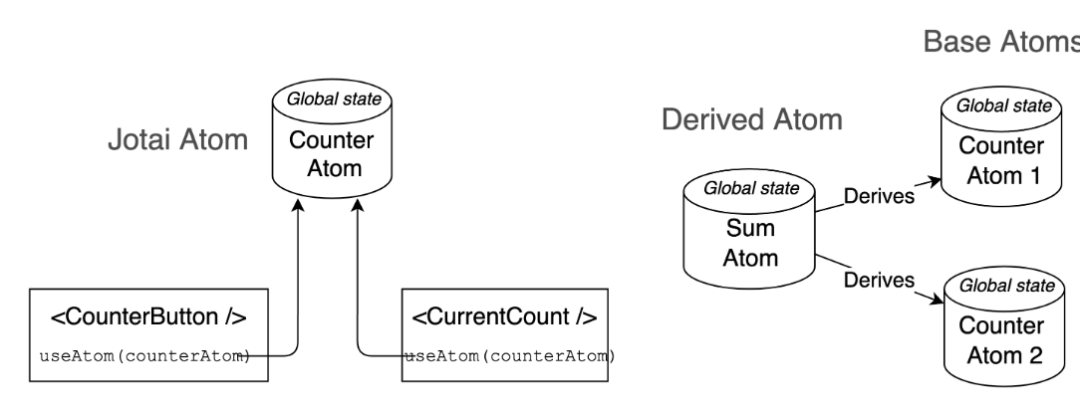 Jotai Atom
Global state
Counter
Atom
<CounterButton />
useAtom(counterAtom)
<CurrentCount />
useAtom(counterAtom)
Derived Atom
Global state
Sum
Atom
Derives
Derives
Base Atoms
Global state
Counter
Atom 1
Global state
Counter
Atom 2